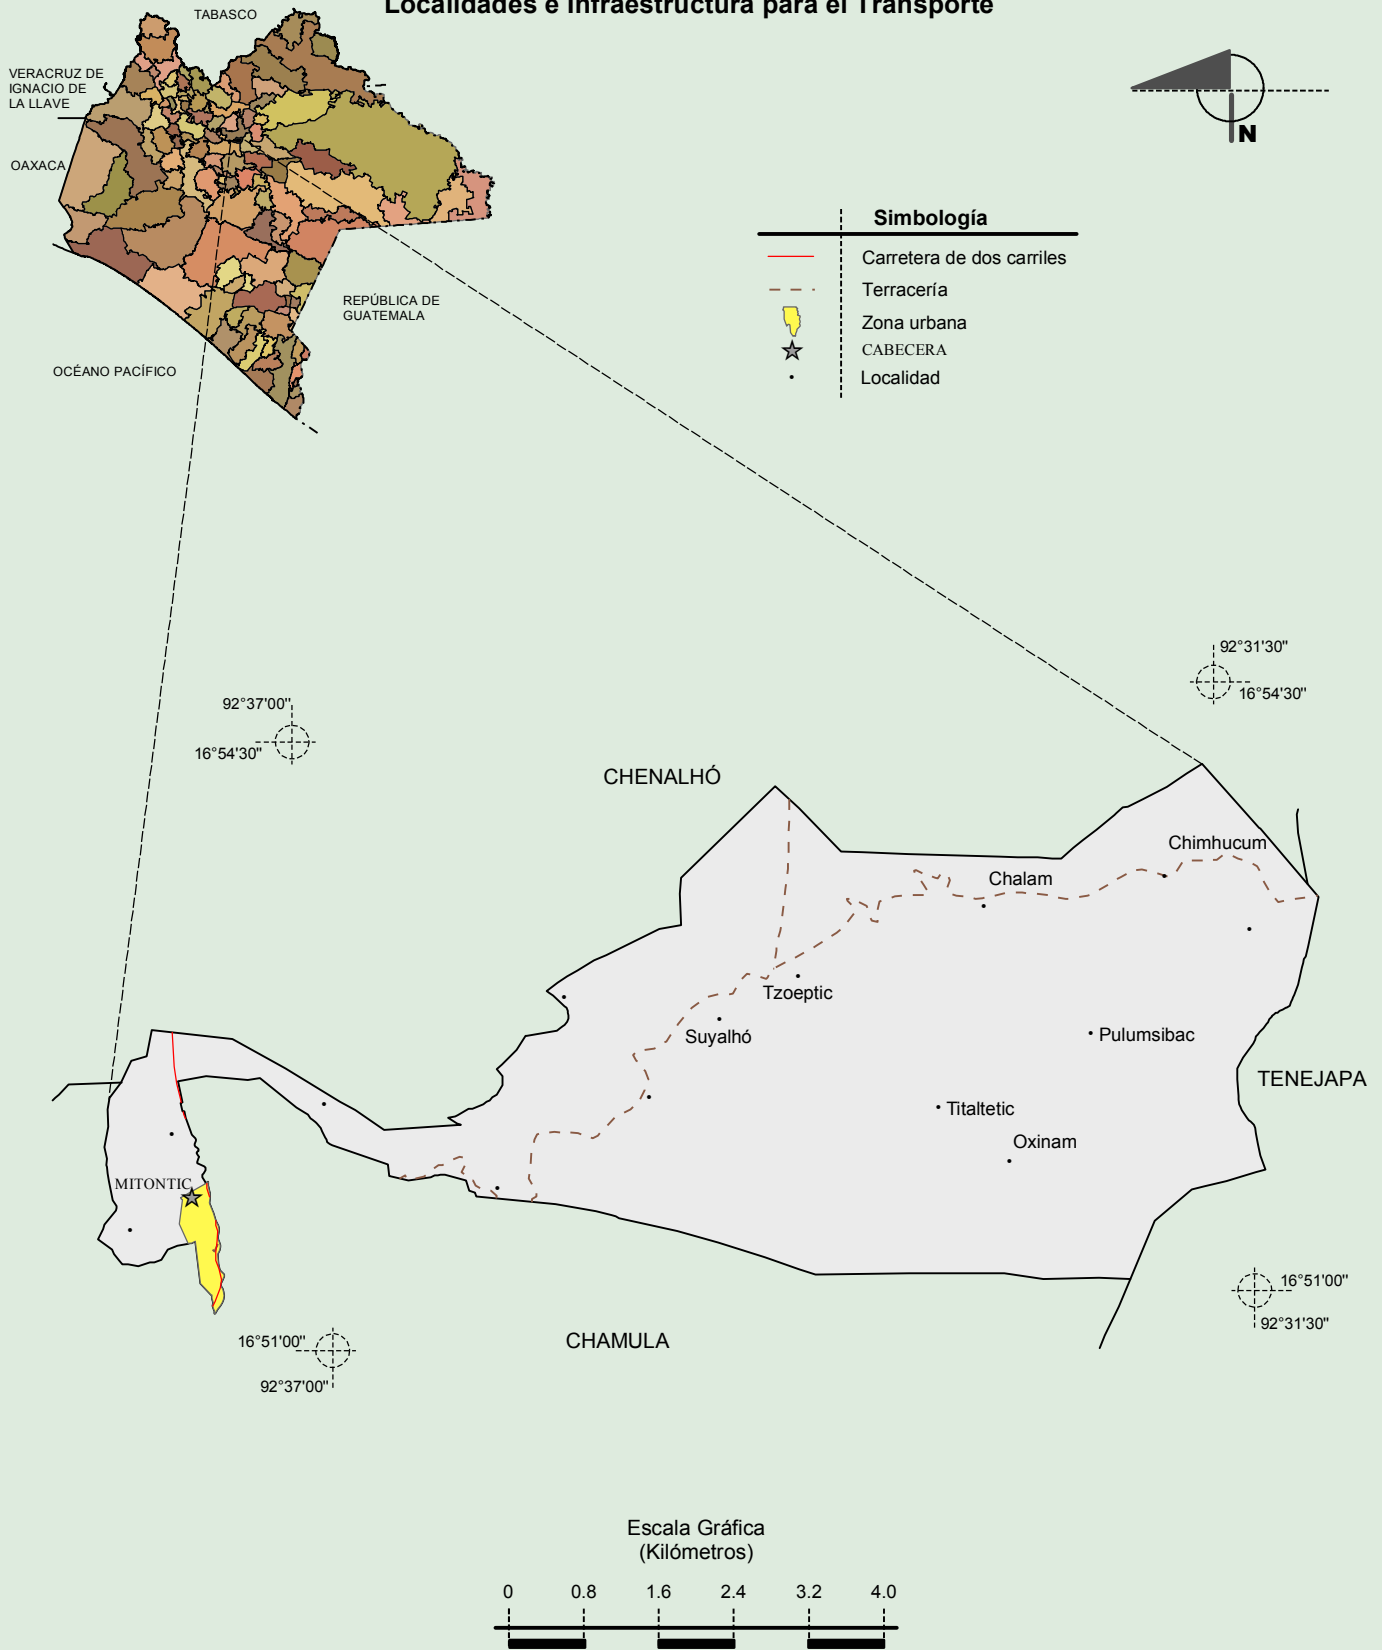 Localidades e Infraestructura para el Transporte
TABASCO
VERACRUZ DE
IGNACIO DE
LA LLAVE
OAXACA
REPÚBLICA DE
GUATEMALA
OCÉANO PACÍFICO
N
Simbología
Carretera de dos carriles
Terracería
Zona urbana
CABECERA
Localidad
92°31'30"
16°54'30"
92°37'00"
16°54'30"
CHENALHÓ
Chimhucum
Chalam
Tzoeptic
Suyalhó
Pulumsibac
TENEJAPA
Titaltetic
Oxinam
MITONTIC
16°51'00"
92°31'30"
CHAMULA
16°51'00"
92°37'00"
Escala Gráfica
(Kilómetros)
0 0.8 1.6 2.4 3.2 4.0